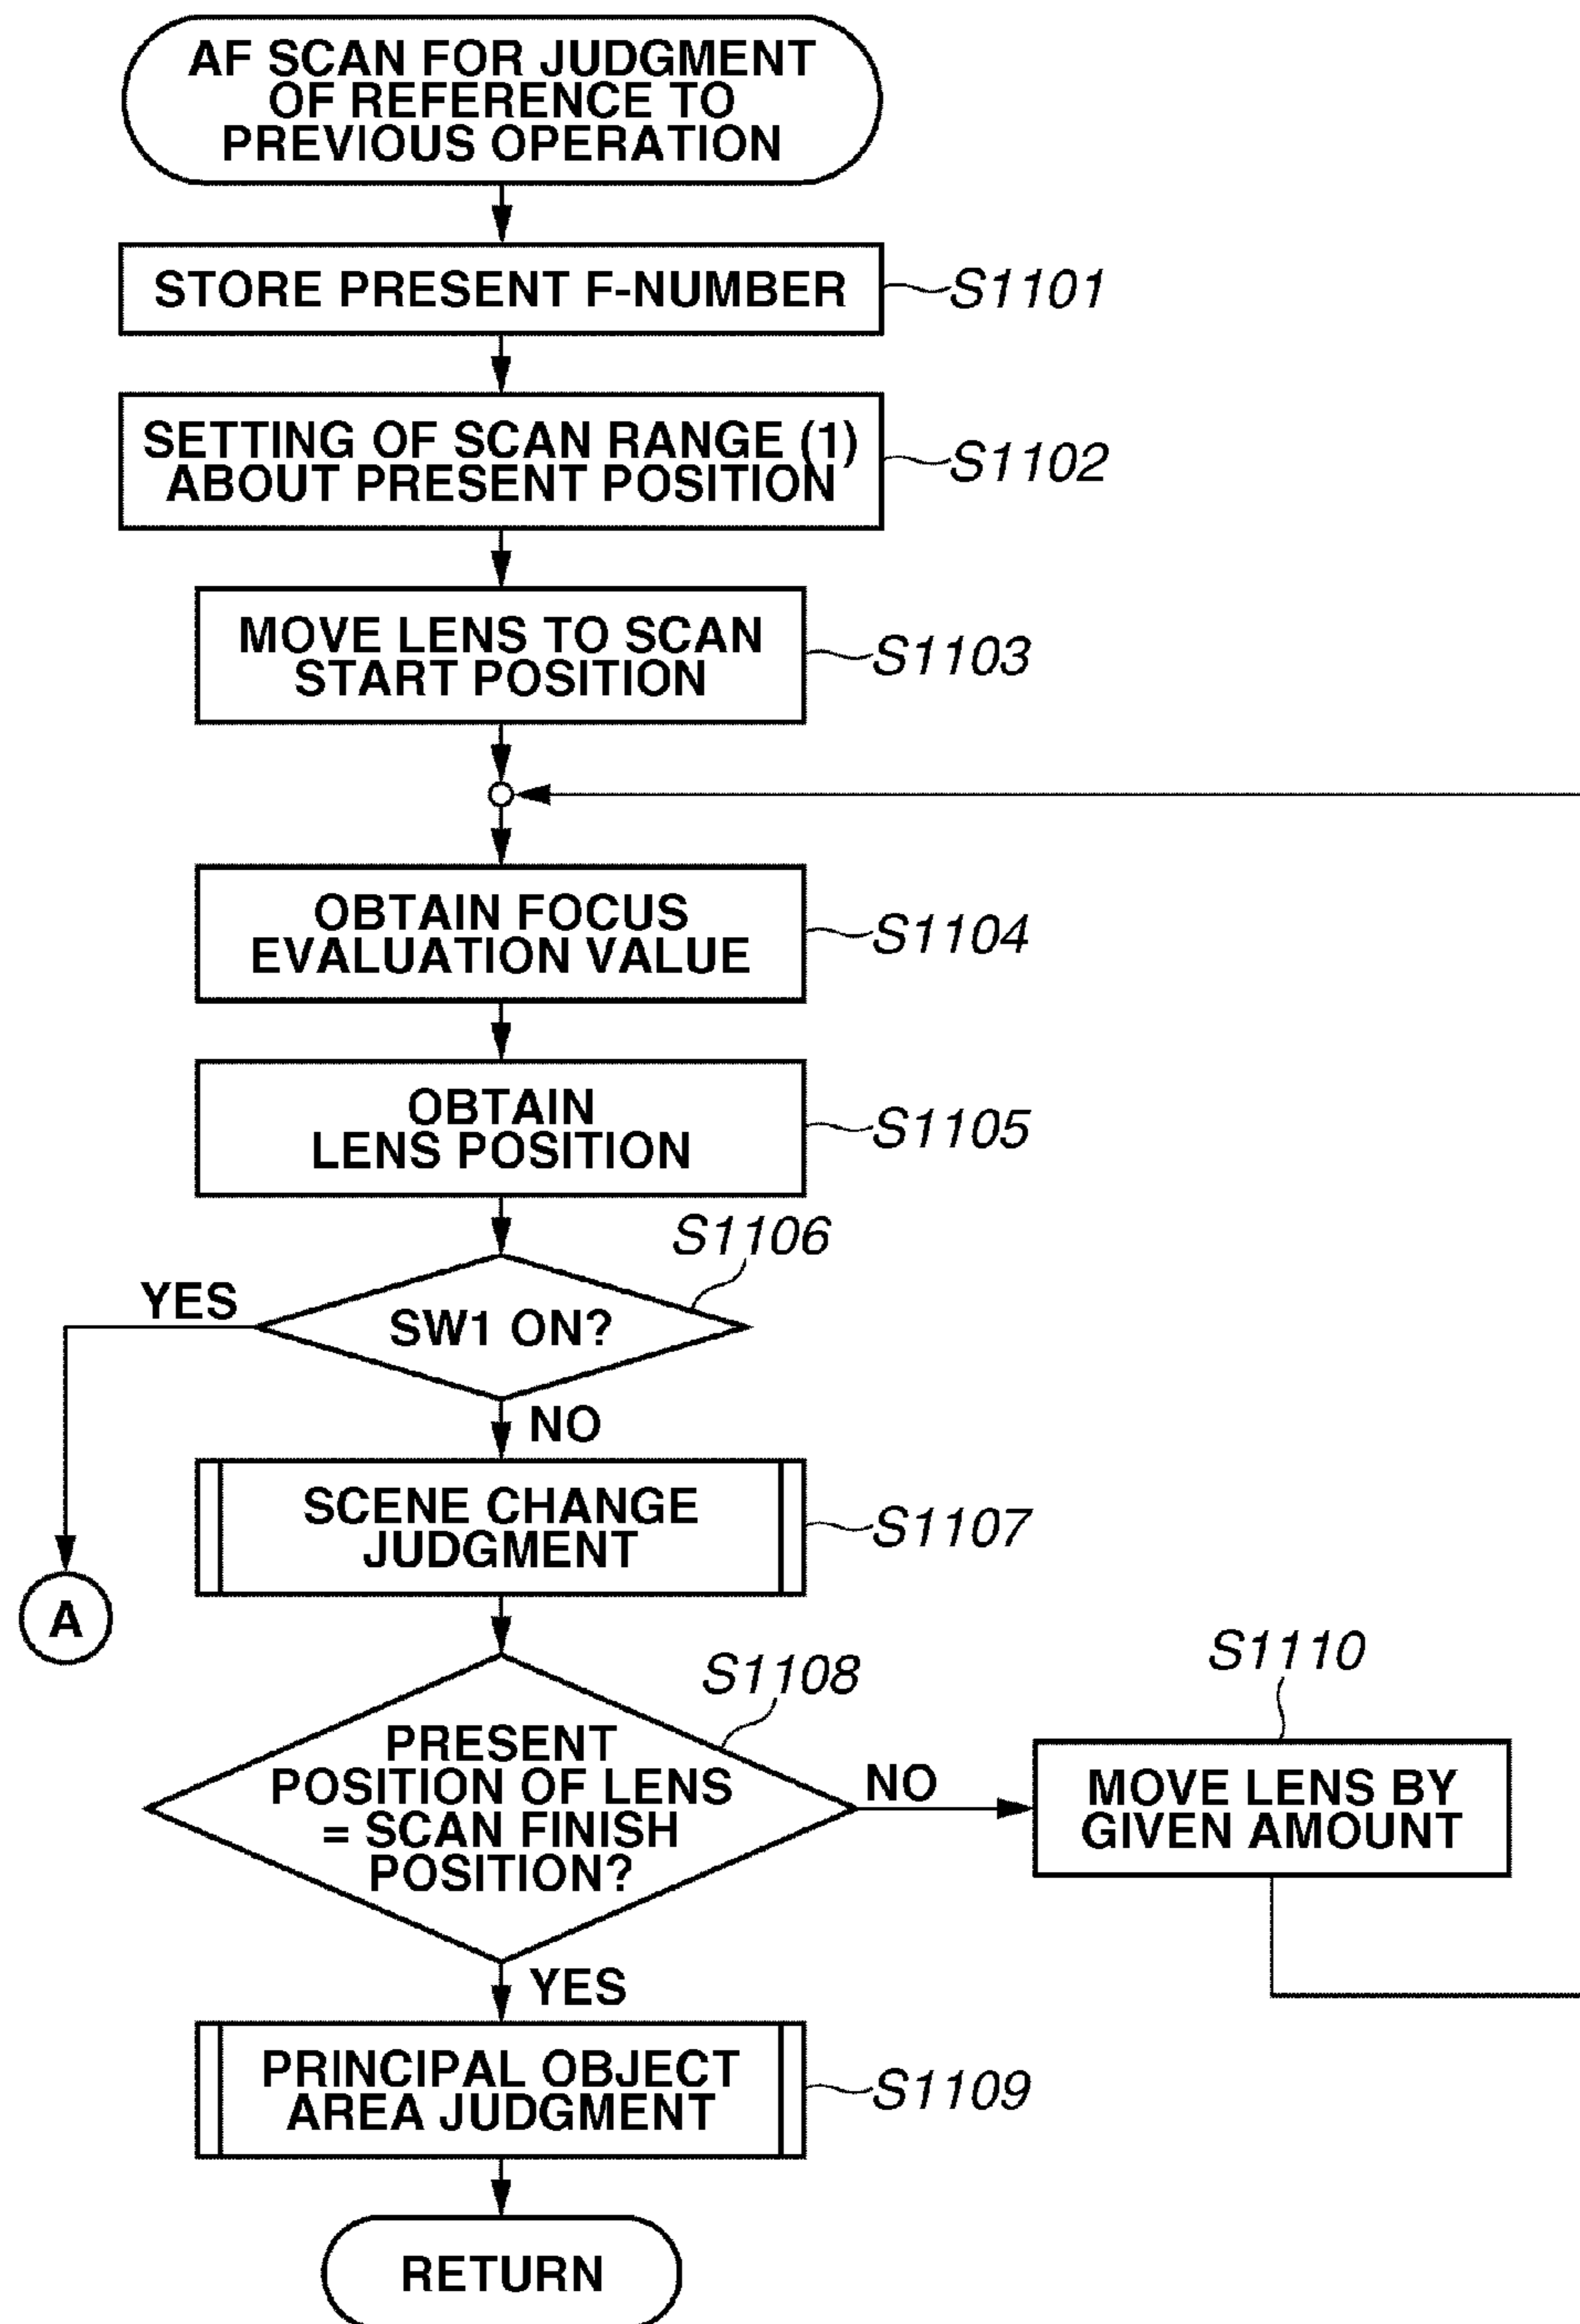 AF SCAN FOR JUDGMENT
OF REFERENCE TO
PREVIOUS OPERATION
STORE PRESENT F-NUMBER
S1101
SETTING OF SCAN RANGE (1)
ABOUT PRESENT POSITION
S1102
MOVE LENS TO SCAN
START POSITION
S1103
OBTAIN FOCUS
EVALUATION VALUE
S1104
OBTAIN
LENS POSITION
S1105
S1106
YES
SW1 ON?
NO
SCENE CHANGE
JUDGMENT
S1107
A
S1108
PRESENT
POSITION OF LENS
= SCAN FINISH
POSITION?
NO
S1110
MOVE LENS BY
GIVEN AMOUNT
YES
PRINCIPAL OBJECT
AREA JUDGMENT
S1109
RETURN